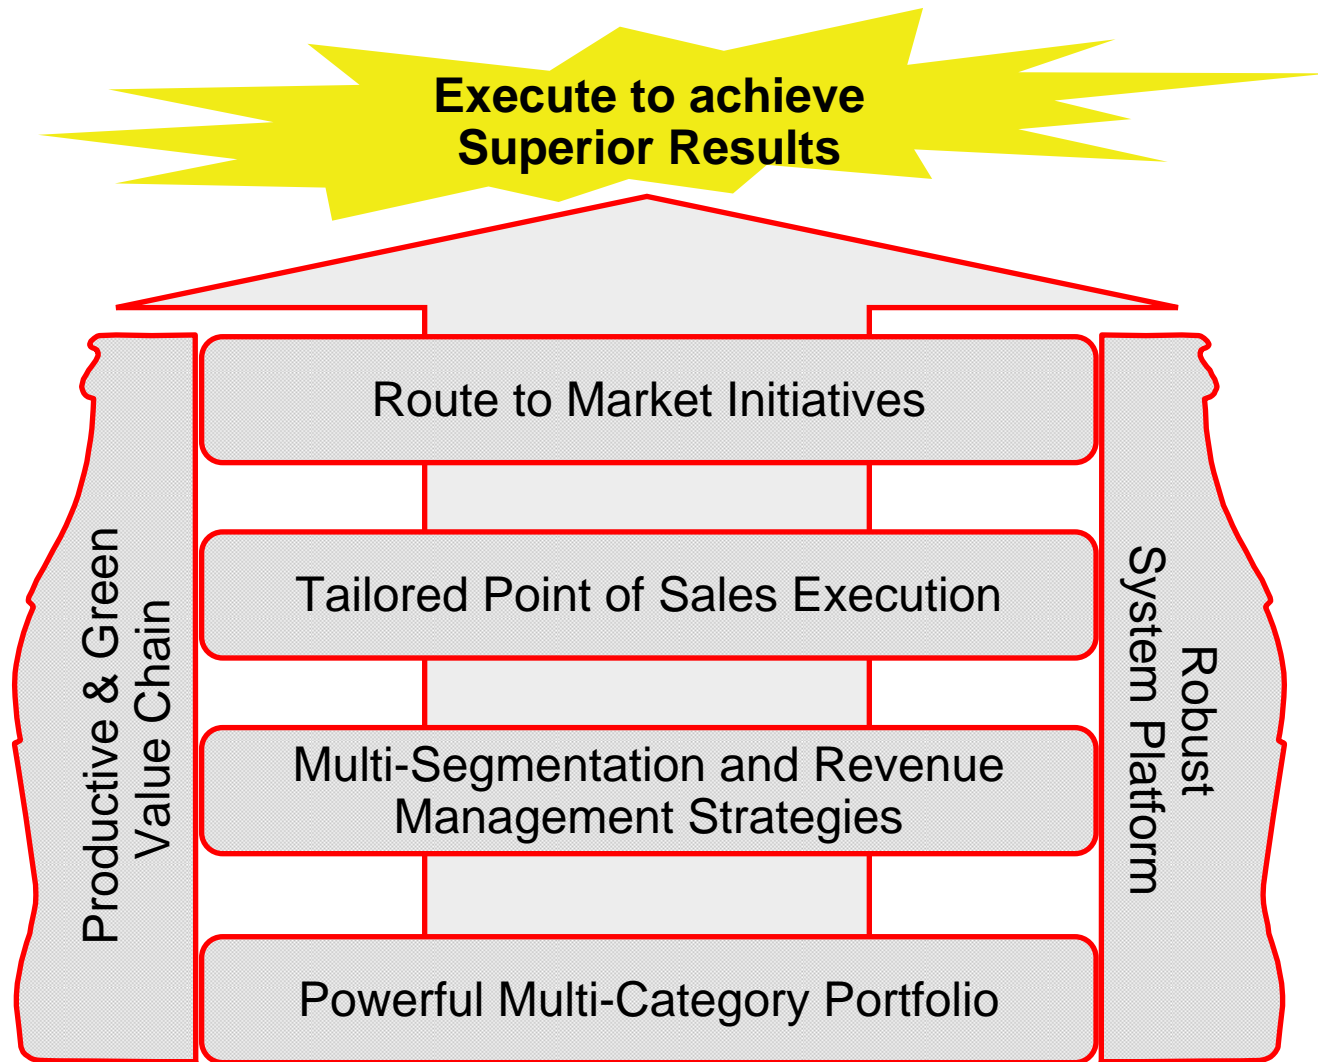 Execute to achieve
Superior Results
Route to Market Initiatives
Tailored Point of Sales Execution
Multi-Segmentation and Revenue
Management Strategies
Powerful Multi-Category Portfolio
Productive & Green
Value Chain
Robust
System Platform